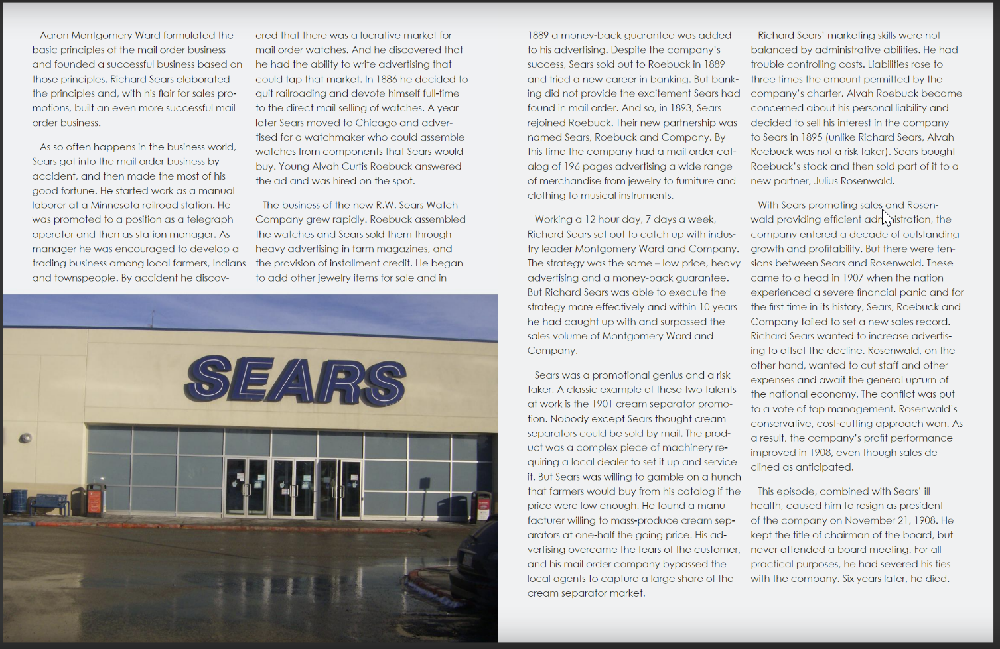 Aaron Montgomery Ward formulated the
basic principles of the mail order business
and founded a successful business based on
those principles. Richard Sears elaborated
the principles and, with his flair for sales pro-
motions, built an even more successful mail
order business.
As so often happens in the business world,
Sears got into the mail order business by
accident, and then made the most of his
good fortune. He started work as a manual
laborer at a Minnesota railroad station. He
was promoted to a position as a telegraph
operator and then as station manager. As
manager he was encouraged to develop a
trading business among local farmers, Indians
and townspeople. By accident he discov-
ered that there was a lucrative market for
mail order watches. And he discovered that
he had the ability to write advertising that
could tap that market. In 1886 he decided to
quit railroading and devote himself full-time
to the direct mail selling of watches. A year
later Sears moved to Chicago and adver-
tised for a watchmaker who could assemble
watches from components that Sears would
buy. Young Alvah Curtis Roebuck answered
the ad and was hired on the spot.
The business of the new R.W. Sears Watch
Company grew rapidly. Roebuck assembled
the watches and Sears sold them through
heavy advertising in farm magazines, and
the provision of installment credit. He began
to add other jewelry items for sale and in
SEARS
1889 a money-back guarantee was added
to his advertising. Despite the company's
success, Sears sold out to Roebuck in 1889
and tried a new career in banking. But bank-
ing did not provide the excitement Sears had
found in mail order. And so, in 1893, Sears
rejoined Roebuck. Their new partnership was
named Sears, Roebuck and Company. By
this time the company had a mail order cat-
alog of 196 pages advertising a wide range
of merchandise from jewelry to furniture and
clothing to musical instruments.
Working a 12 hour day, 7 days a week,
Richard Sears set out to catch up with indus-
try leader Montgomery Ward and Company.
The strategy was the same – low price, heavy
advertising and a money-back guarantee.
But Richard Sears was able to execute the
strategy more effectively and within 10 years
he had caught up with and surpassed the
sales volume of Montgomery Ward and
Company.
Sears was a promotional genius and a risk
taker. A classic example of these two talents
at work is the 1901 cream separator promo-
tion. Nobody except Sears thought cream
separators could be sold by mail. The prod-
uct was a complex piece of machinery re-
quiring a local dealer to set it up and service
it. But Sears was willing to gamble on a hunch
that farmers would buy from his catalog if the
price were low enough. He found a manu-
facturer willing to mass-produce cream sep-
arators at one-half the going price. His ad-
vertising overcame the fears of the customer,
and his mail order company bypassed the
local agents to capture a large share of the
cream separator market.
Richard Sears' marketing skills were not
balanced by administrative abilities. He had
trouble controlling costs. Liabilities rose to
three times the amount permitted by the
company's charter. Alvah Roebuck became
concerned about his personal liability and
decided to sell his interest in the company
to Sears in 1895 (unlike Richard Sears, Alvah
Roebuck was not a risk taker). Sears bought
Roebuck's stock and then sold part of it to a
new partner, Julius Rosenwald.
With Sears promoting sales and Rosen-
wald providing efficient administration, the
company entered a decade of outstanding
growth and profitability. But there were ten-
sions between Sears and Rosenwald. These
came to a head in 1907 when the nation
experienced a severe financial panic and for
the first time in its history, Sears, Roebuck and
Company failed to set a new sales record.
Richard Sears wanted to increase advertis-
ing to offset the decline. Rosenwald, on the
other hand, wanted to cut staff and other
expenses and await the general upturn of
the national economy. The conflict was put
to a vote of top management. Rosenwald's
conservative, cost-cutting approach won. As
a result, the company's profit performance
improved in 1908, even though sales de-
clined as anticipated.
This episode, combined with Sears' ill
health, caused him to resign as president
of the company on November 21, 1908. He
kept the title of chairman of the board, but
never attended a board meeting. For all
practical purposes, he had severed his ties
with the company. Six years later, he died.